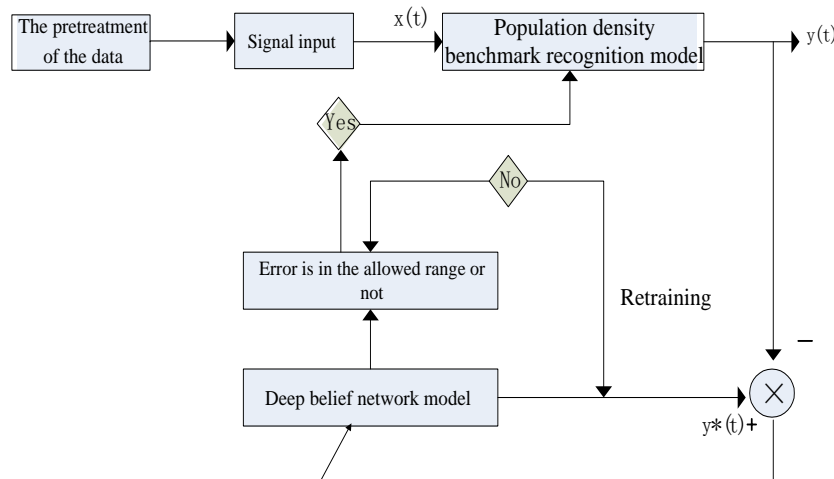 The pretreatment
of the data
Signal input
x(t)
Population density
benchmark recognition model
y(t)
Yes
No
Error is in the allowed range or
not
Retraining
−
Deep belief network model
y*(t)+